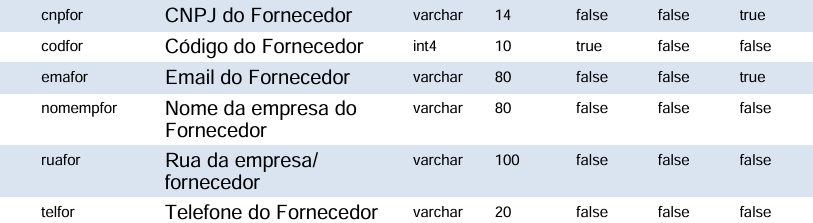 cnpfor CNPJ do Fornecedor varchar 14 false false true
codfor Código do Fornecedor int4 10 true false false
emafor Email do Fornecedor varchar 80 false false true
nomempfor Nome da empresa do varchar 80 false false false
Fornecedor
ruafor Rua da empresa/ varchar 100 false false false
fornecedor
telfor Telefone do Fornecedor varchar 20 false false false